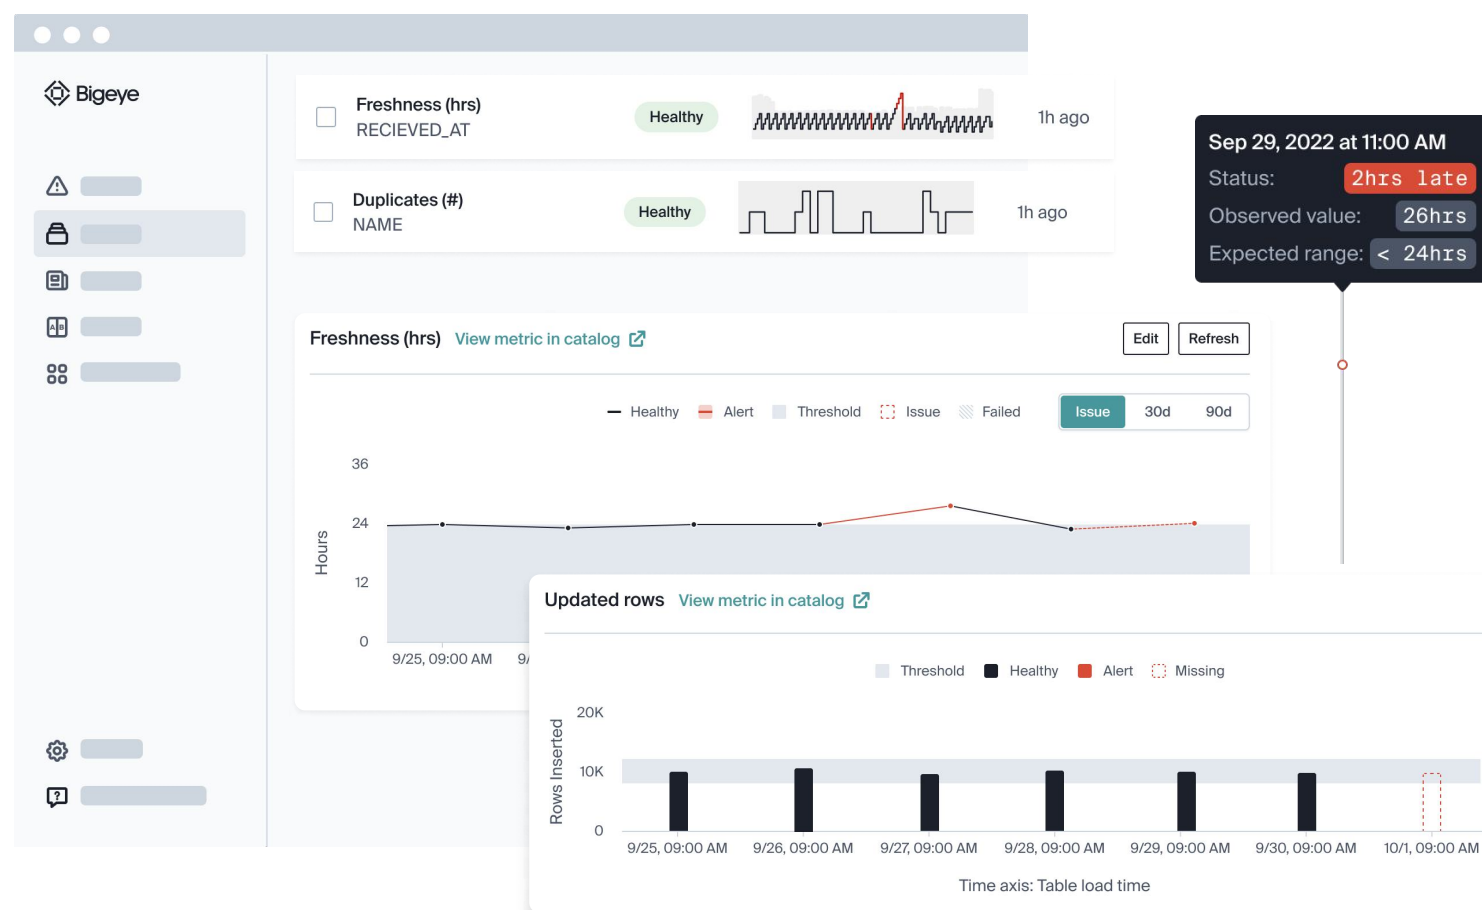 Bigeye
Freshness (hrs)
RECIEVED_AT
Healthy
1h ago
Duplicates (#)
NAME
Healthy
1h ago
Sep 29, 2022 at 11:00 AM
Status: 2hrs late
Observed value: 26hrs
Expected range: < 24hrs
Freshness (hrs) View metric in catalog
Edit Refresh
Healthy Alert Threshold Issue Failed
Issue 30d 90d
36
24
12
0
Hours
9/25, 09:00 AM 9/
Updated rows View metric in catalog
Threshold Healthy Alert Missing
20K
10K
0
Rows Inserted
9/25, 09:00 AM 9/26, 09:00 AM 9/27, 09:00 AM 9/28, 09:00 AM 9/29, 09:00 AM 9/30, 09:00 AM 10/1, 09:00 AM
Time axis: Table load time